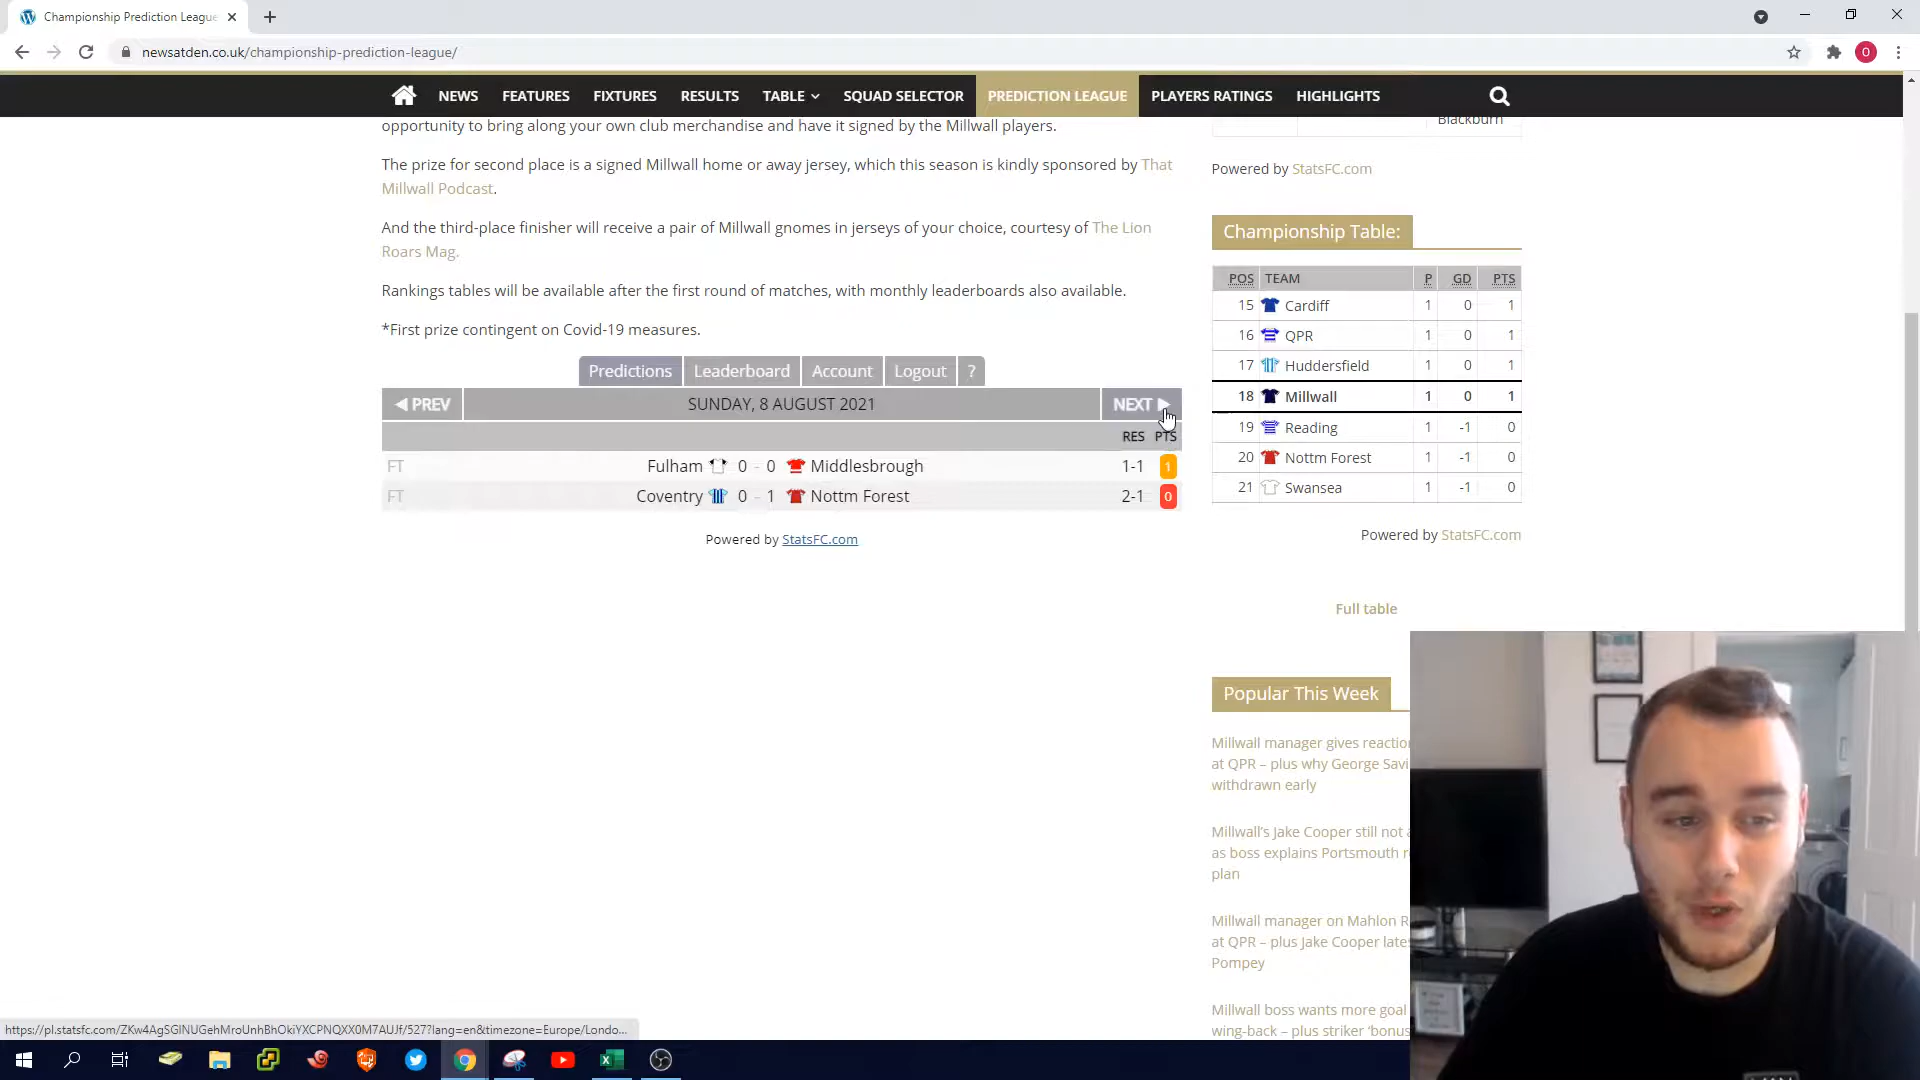 Championship Prediction League
newsatden.co.uk/championship-prediction-league/
O
NEWS FEATURES FIXTURES RESULTS TABLE SQUAD SELECTOR PREDICTION LEAGUE PLAYERS RATINGS HIGHLIGHTS
opportunity to bring along your own club merchandise and have it signed by the Millwall players.
The prize for second place is a signed Millwall home or away jersey, which this season is kindly sponsored by That
Millwall Podcast.
And the third-place finisher will receive a pair of Millwall gnomes in jerseys of your choice, courtesy of The Lion
Roars Mag.
Rankings tables will be available after the first round of matches, with monthly leaderboards also available.
*First prize contingent on Covid-19 measures.
Predictions Leaderboard Account Logout ?
PREV SUNDAY, 8 AUGUST 2021 NEXT
RES PTS
FT Fulham 0 - 0 Middlesbrough 1-1 1
FT Coventry 0 - 1 Nottm Forest 2-1 0
Powered by StatsFC.com
Blackburn
Powered by StatsFC.com
Championship Table:
POS TEAM P GD PTS
15 Cardiff 1 0 1
16 QPR 1 0 1
17 Huddersfield 1 0 1
18 Millwall 1 0 1
19 Reading 1 -1 0
20 Nottm Forest 1 -1 0
21 Swansea 1 -1 0
Powered by StatsFC.com
Full table
Popular This Week
Millwall manager gives reactio
at QPR – plus why George Savi
withdrawn early
Millwall's Jake Cooper still not
as boss explains Portsmouth
plan
Millwall manager on Mahlon R
at QPR – plus Jake Cooper late
Pompey
Millwall boss wants more goal
wing-back – plus striker 'bonus
https://pl.statsfc.com/ZKw4AgSGlNUGehMroUnhBhOkiYXCPNQXX0M7AUJf/527?lang=en&timezone=Europe/Londo...